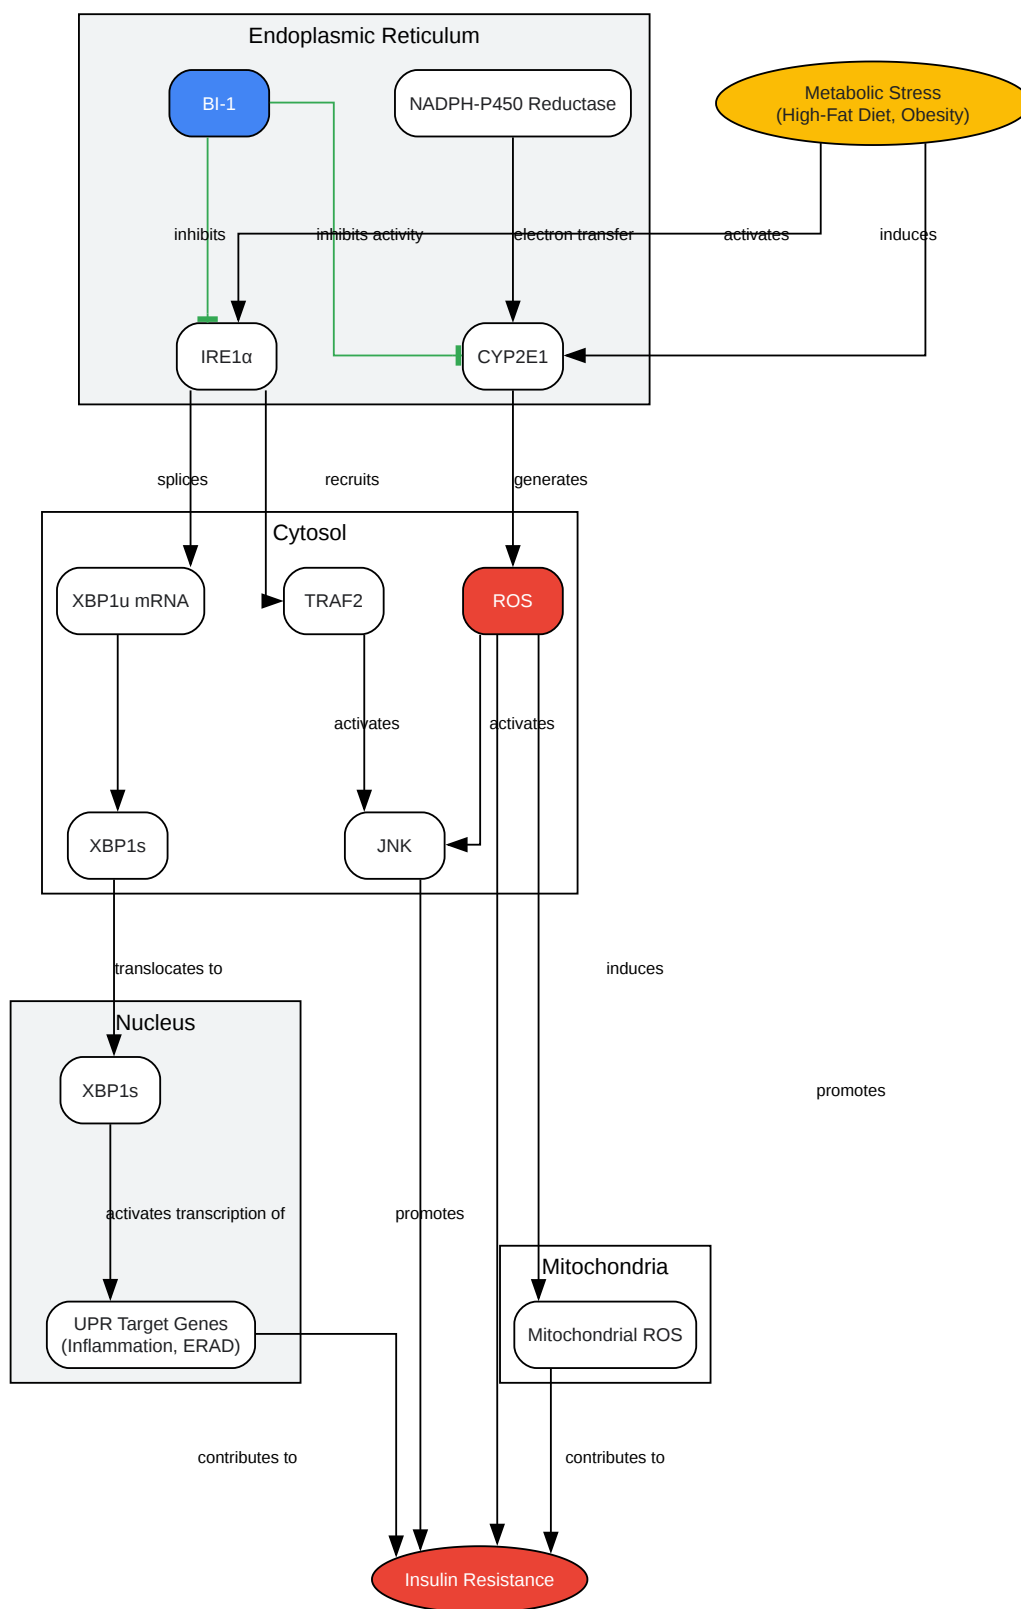 Endoplasmic Reticulum
BI-1
NADPH-P450 Reductase
Metabolic Stress
(High-Fat Diet, Obesity)
inhibits
inhibits activity
electron transfer
activates
induces
IRE1α
CYP2E1
splices
recruits
generates
Cytosol
XBP1u mRNA
TRAF2
ROS
activates
activates
XBP1s
JNK
translocates to
induces
Nucleus
XBP1s
promotes
activates transcription of
promotes
Mitochondria
UPR Target Genes
(Inflammation, ERAD)
Mitochondrial ROS
contributes to
contributes to
Insulin Resistance